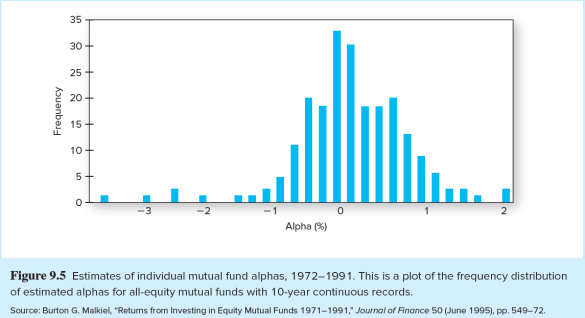 35
30
25
20
15
10
5
0
Frequency
−3 −2 −1 0 1 2
Alpha (%)
Figure 9.5 Estimates of individual mutual fund alphas, 1972–1991. This is a plot of the frequency distribution
of estimated alphas for all-equity mutual funds with 10-year continuous records.
Source: Burton G. Malkiel, "Returns from Investing in Equity Mutual Funds 1971–1991," Journal of Finance 50 (June 1995), pp. 549–72.